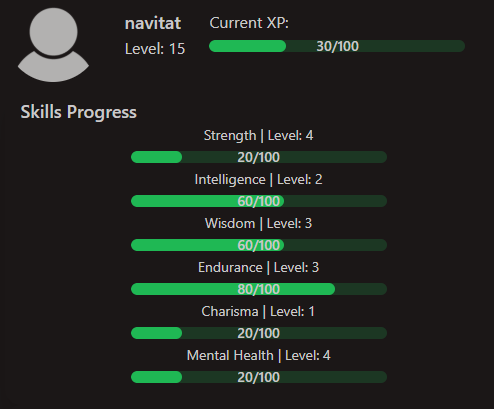 navitat
Level: 15
Current XP:
30/100
Skills Progress
Strength | Level: 4
20/100
Intelligence | Level: 2
60/100
Wisdom | Level: 3
60/100
Endurance | Level: 3
80/100
Charisma | Level: 1
20/100
Mental Health | Level: 4
20/100